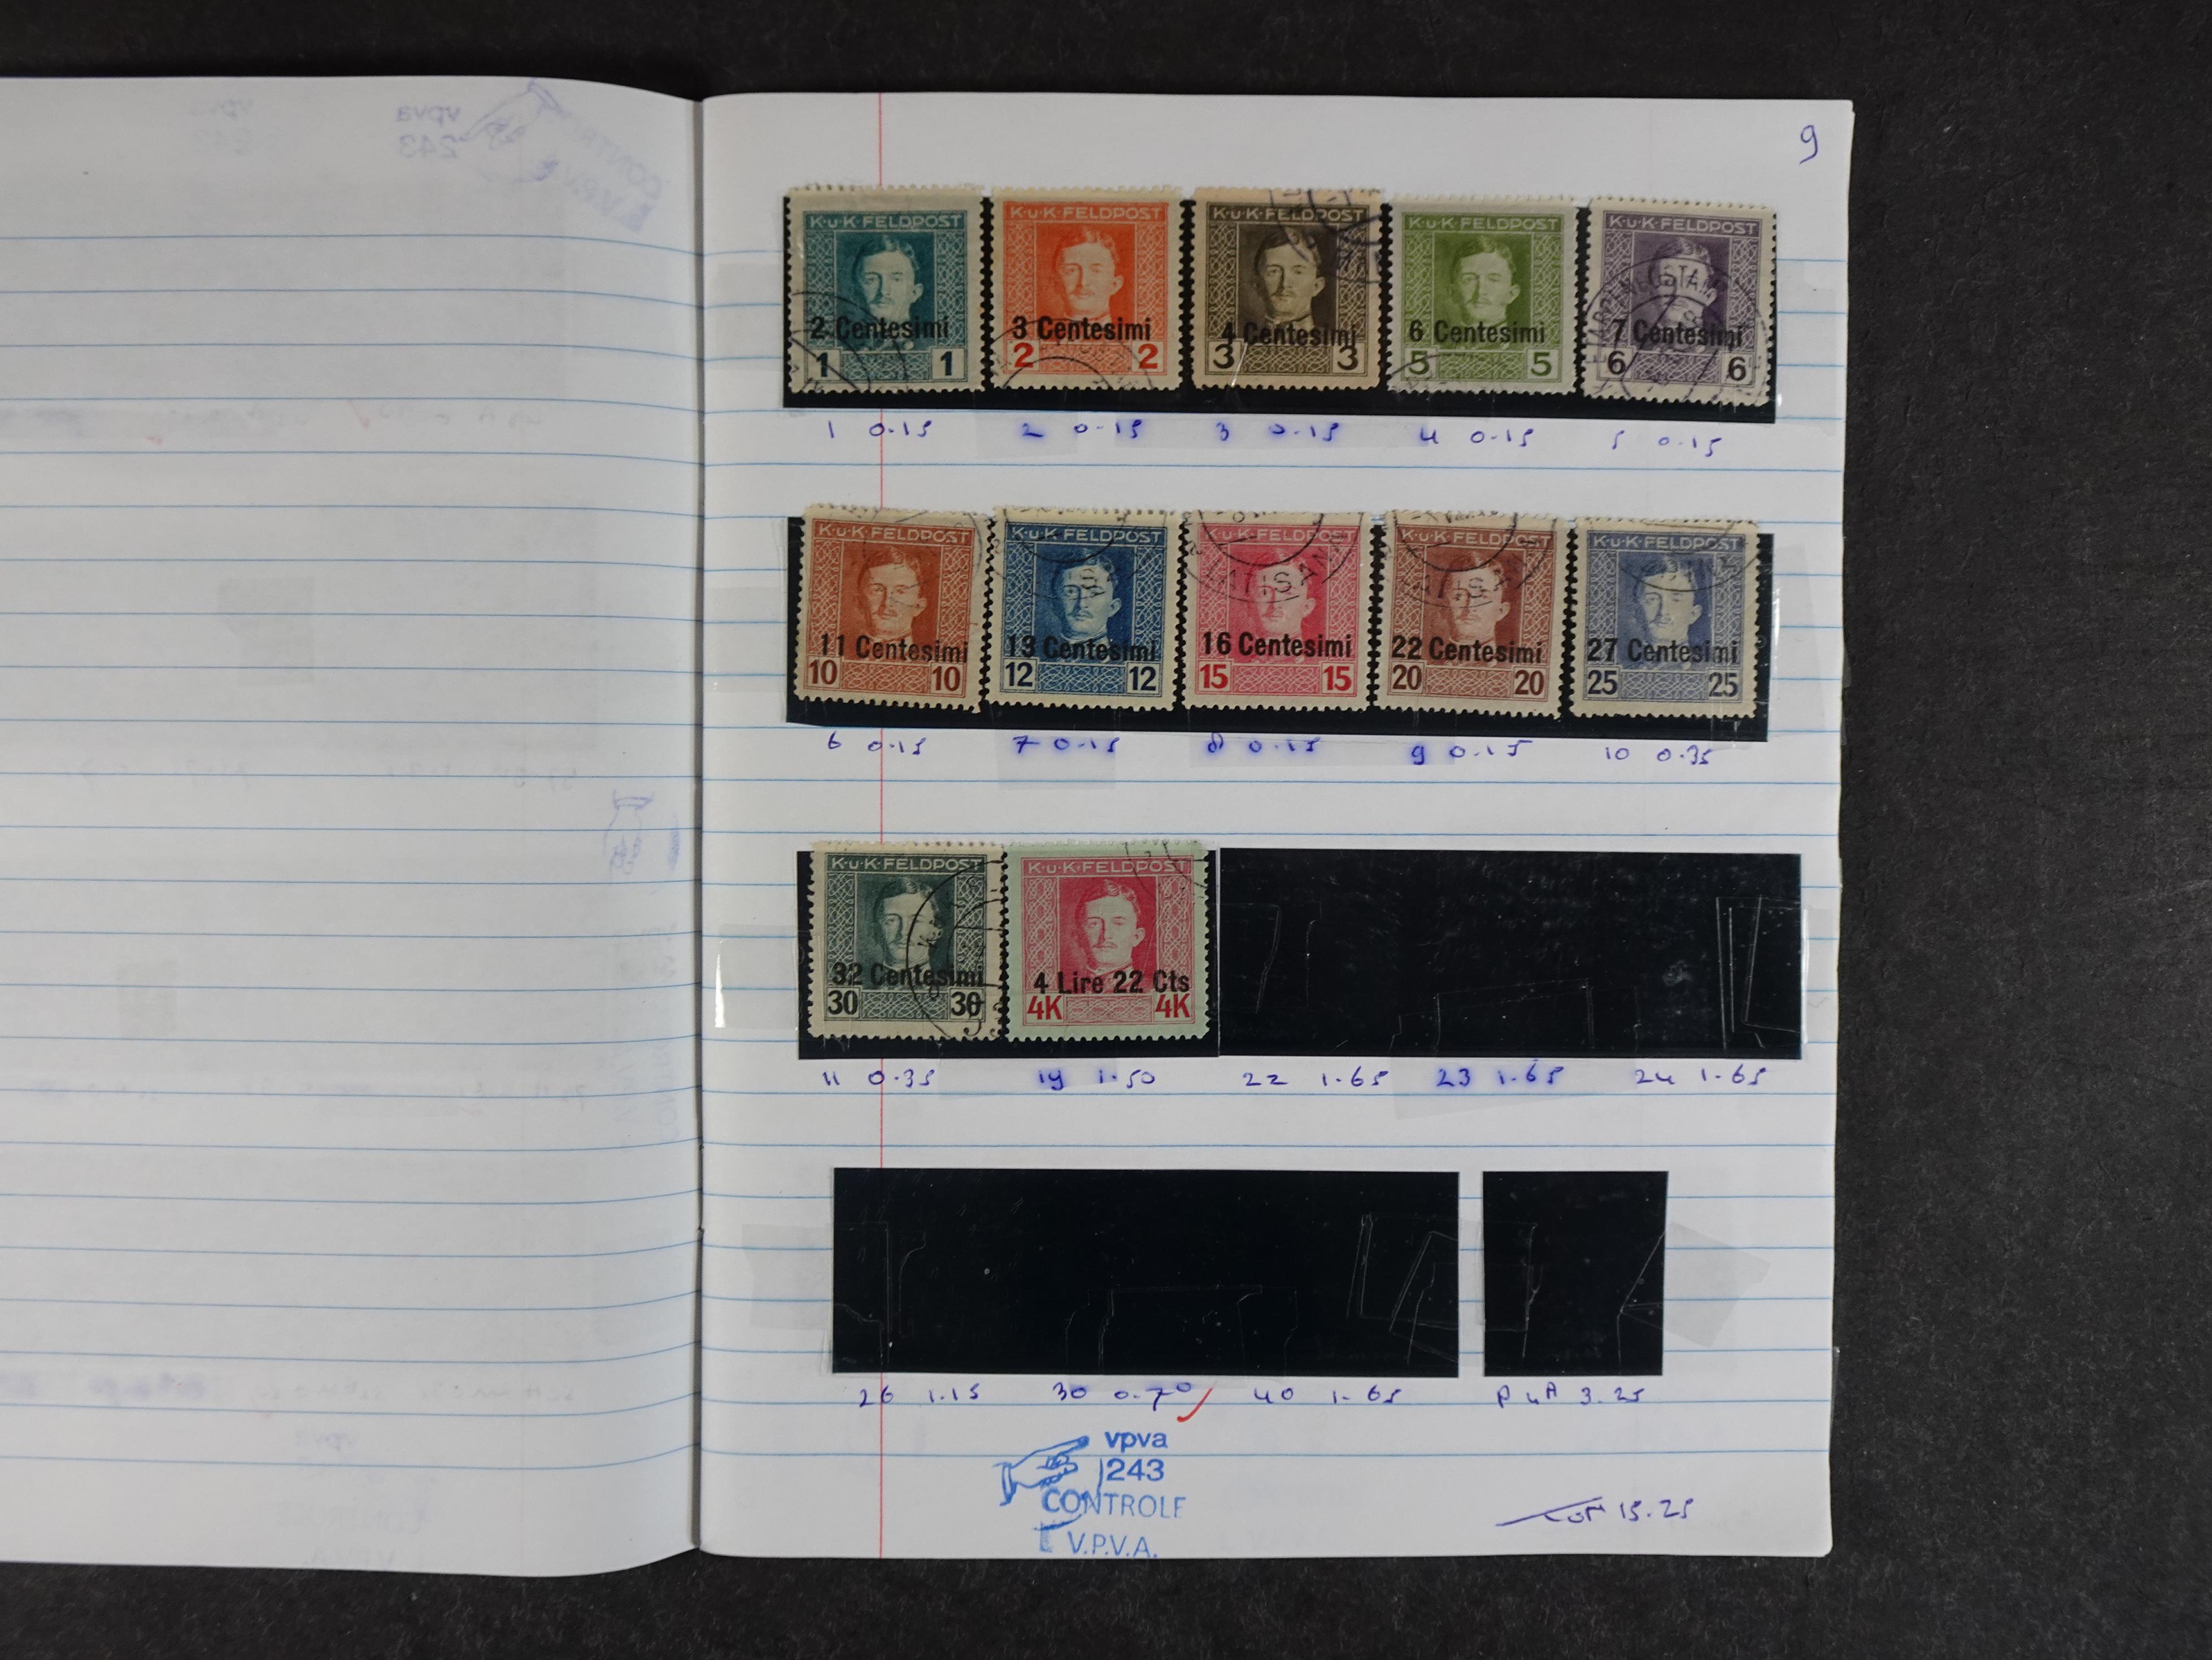 9
K.u.K.FELDPOST K.u.K.FELDPOST K.u.K.FELDPOST K.u.K.FELDPOST K.u.K.FELDPOST
2 Centesimi 3 Centesimi 4 Centesimi 6 Centesimi 7 Centesimi
1 1 2 2 3 3 5 5 6 6
1 0.15 2 0.15 3 0.15 4 0.15 5 0.15
K.u.K.FELDPOST K.u.K.FELDPOST K.u.K.FELDPOST K.u.K.FELDPOST K.u.K.FELDPOST
11 Centesimi 13 Centesimi 16 Centesimi 22 Centesimi 27 Centesimi
10 10 12 12 15 15 20 20 25 25
6 0.15 7 0.15 8 0.15 9 0.15 10 0.35
K.u.K.FELDPOST K.u.K.FELDPOST
32 Centesimi 4 Lire 22 Cts
30 30 4K 4K
11 0.35 19 1.50 22 1.65 23 1.65 24 1.65
26 1.15 30 0.70 40 1.65 P 4A 3.25
vpva
243
CONTROLE
V.P.V.A.
15.25